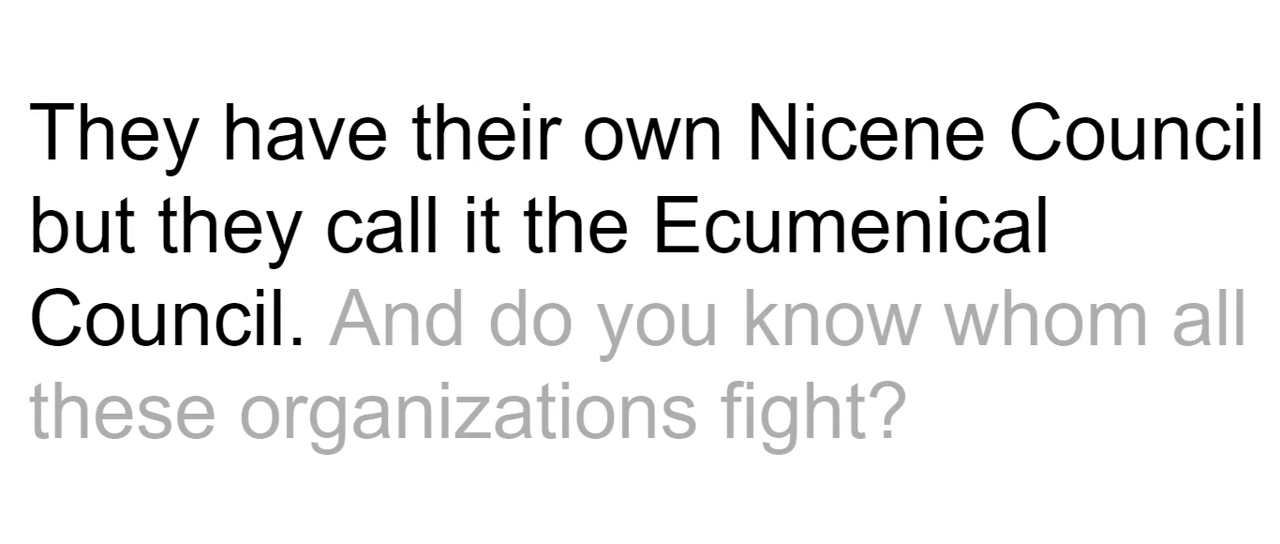 They have their own Nicene Council
but they call it the Ecumenical
Council. And do you know whom all
these organizations fight?